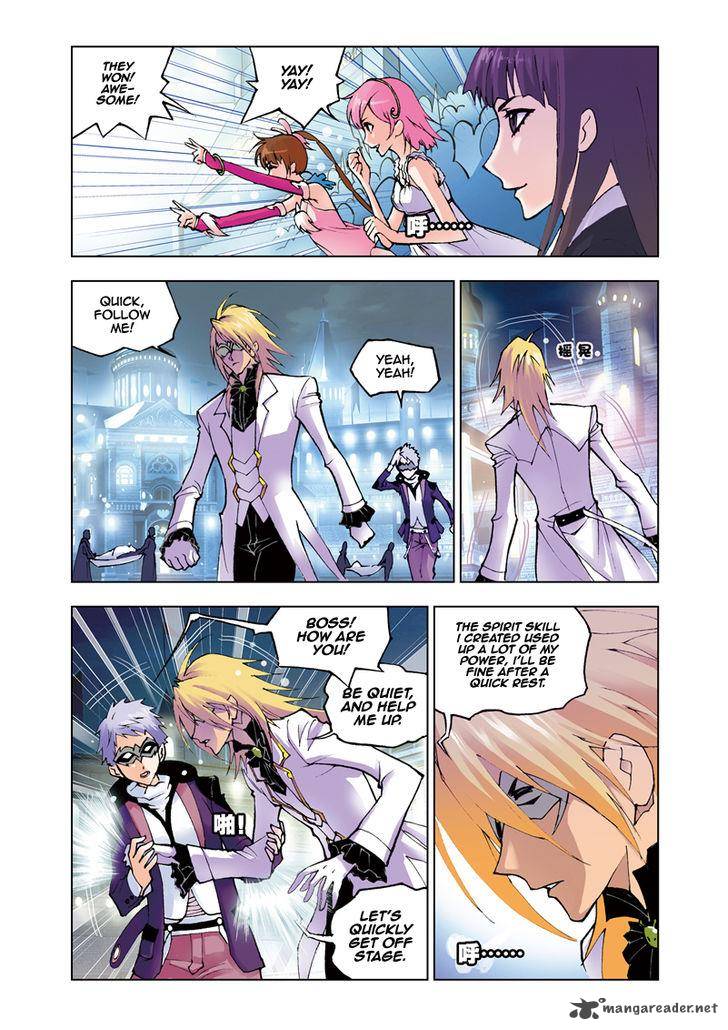 THEY
WON!
AWE-
SOME!
YAY!
YAY!
呼……
QUICK,
FOLLOW
ME!
YEAH,
YEAH!
摇晃
BOSS!
HOW ARE
YOU!
BE QUIET,
AND HELP
ME UP.
啪!
LET'S
QUICKLY
GET OFF
STAGE.
THE SPIRIT SKILL
I CREATED USED
UP A LOT OF MY
POWER, I'LL BE
FINE AFTER A
QUICK REST.
呼……
mangareader.net